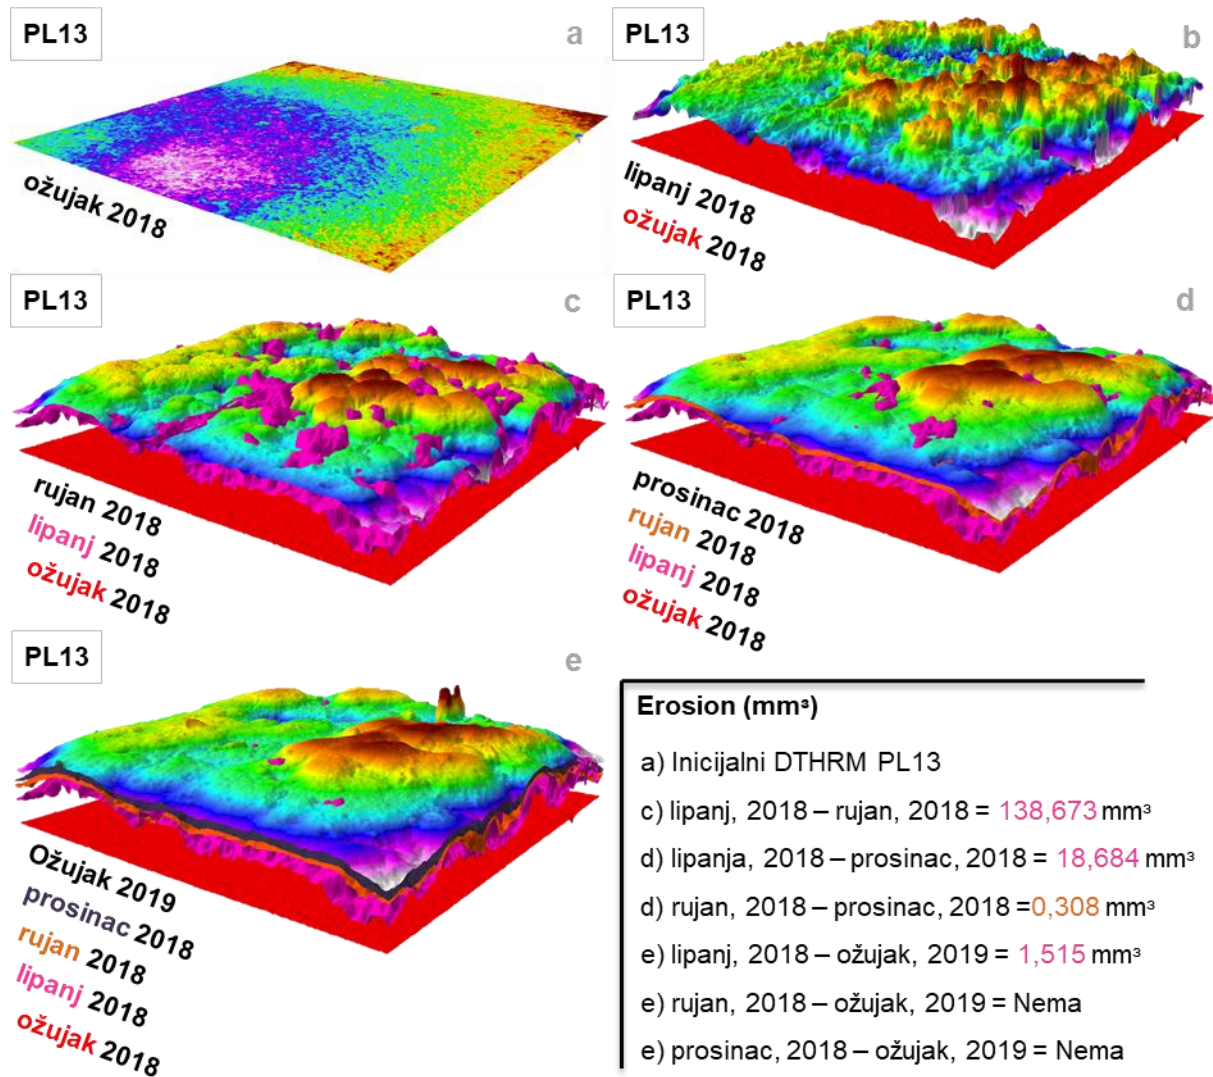 PL13
a
ožujak 2018
PL13
b
lipanj 2018
ožujak 2018
PL13
c
rujan 2018
lipanj 2018
ožujak 2018
PL13
d
prosinac 2018
rujan 2018
lipanj 2018
ožujak 2018
PL13
e
Ožujak 2019
prosinac 2018
rujan 2018
lipanj 2018
ožujak 2018
Erosion (mm³)
a) Inicijalni DTHRM PL13
c) lipanj, 2018 – rujan, 2018 = 138,673 mm³
d) lipanja, 2018 – prosinac, 2018 = 18,684 mm³
d) rujan, 2018 – prosinac, 2018 =0,308 mm³
e) lipanj, 2018 – ožujak, 2019 = 1,515 mm³
e) rujan, 2018 – ožujak, 2019 = Nema
e) prosinac, 2018 – ožujak, 2019 = Nema